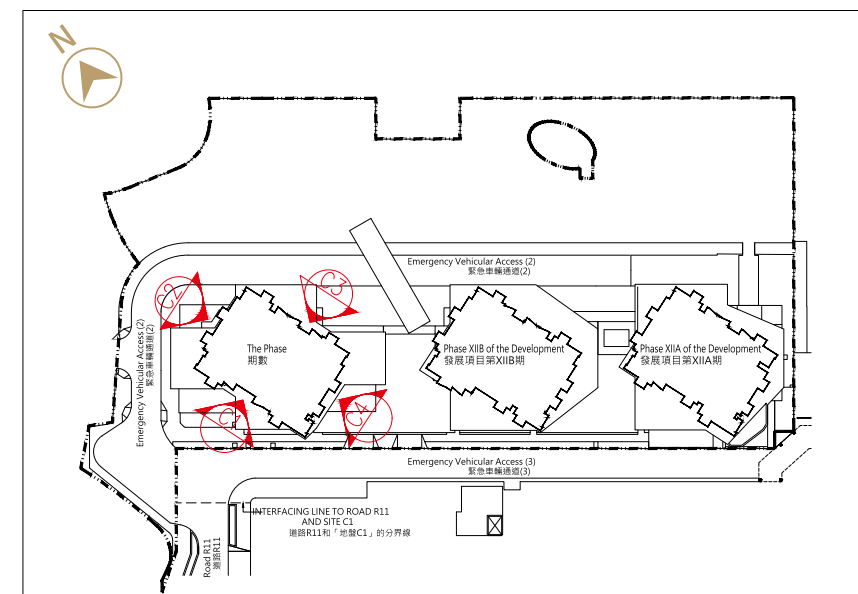 N
Emergency Vehicular Access (2)
緊急車輛通道(2)
C2
C3
The Phase
期數
Phase XIIB of the Development
發展項目第XIIB期
Phase XIIA of the Development
發展項目第XIIA期
Emergency Vehicular Access (2)
緊急車輛通道(2)
C1
C4
Emergency Vehicular Access (3)
緊急車輛通道(3)
INTERFACING LINE TO ROAD R11
AND SITE C1
道路R11和「地盤C1」的分界線
Road R11
道路R11